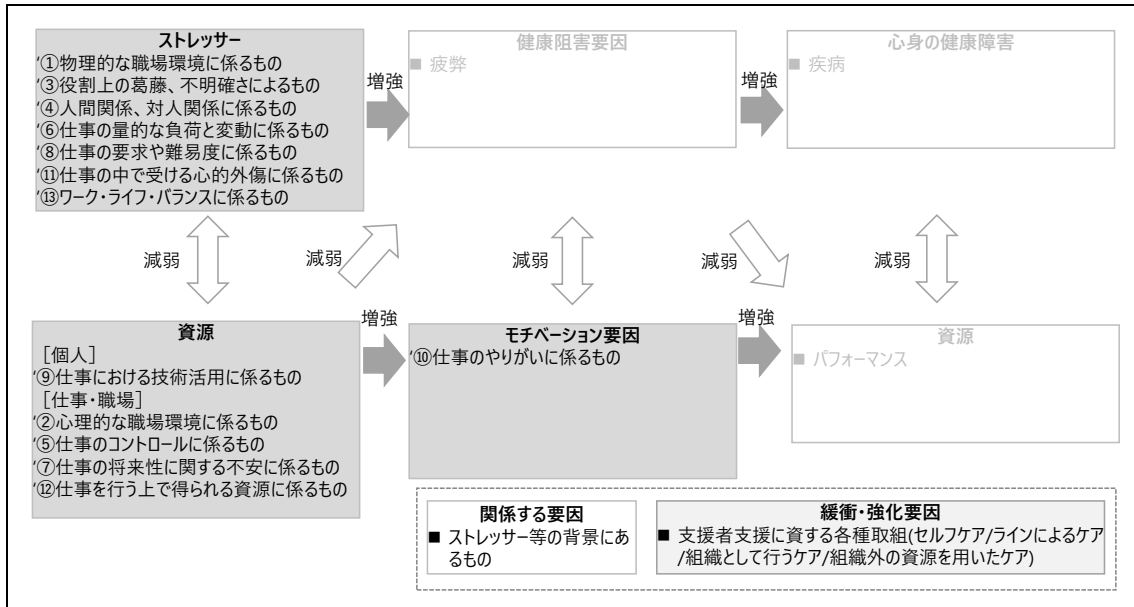 ストレッサー
‘①物理的な職場環境に係るもの
‘③役割上の葛藤、不明確さによるもの
‘④人間関係、対人関係に係るもの
‘⑥仕事の量的な負荷と変動に係るもの
‘⑧仕事の要求や難易度に係るもの
‘⑪仕事の中で受ける心的外傷に係るもの
‘⑬ワーク・ライフ・バランスに係るもの
増強
健康阻害要因
■ 疲弊
増強
心身の健康障害
■ 疾病
減弱
減弱
減弱
減弱
減弱
資源
［個人］
‘⑨仕事における技術活用に係るもの
［仕事・職場］
‘②心理的な職場環境に係るもの
‘⑤仕事のコントロールに係るもの
‘⑦仕事の将来性に関する不安に係るもの
‘⑫仕事を行う上で得られる資源に係るもの
増強
モチベーション要因
‘⑩仕事のやりがいに係るもの
増強
資源
■ パフォーマンス
関係する要因
■ ストレッサー等の背景にあ
るもの
緩衝・強化要因
■ 支援者支援に資する各種取組(セルフケア/ラインによるケア
/組織として行うケア/組織外の資源を用いたケア)